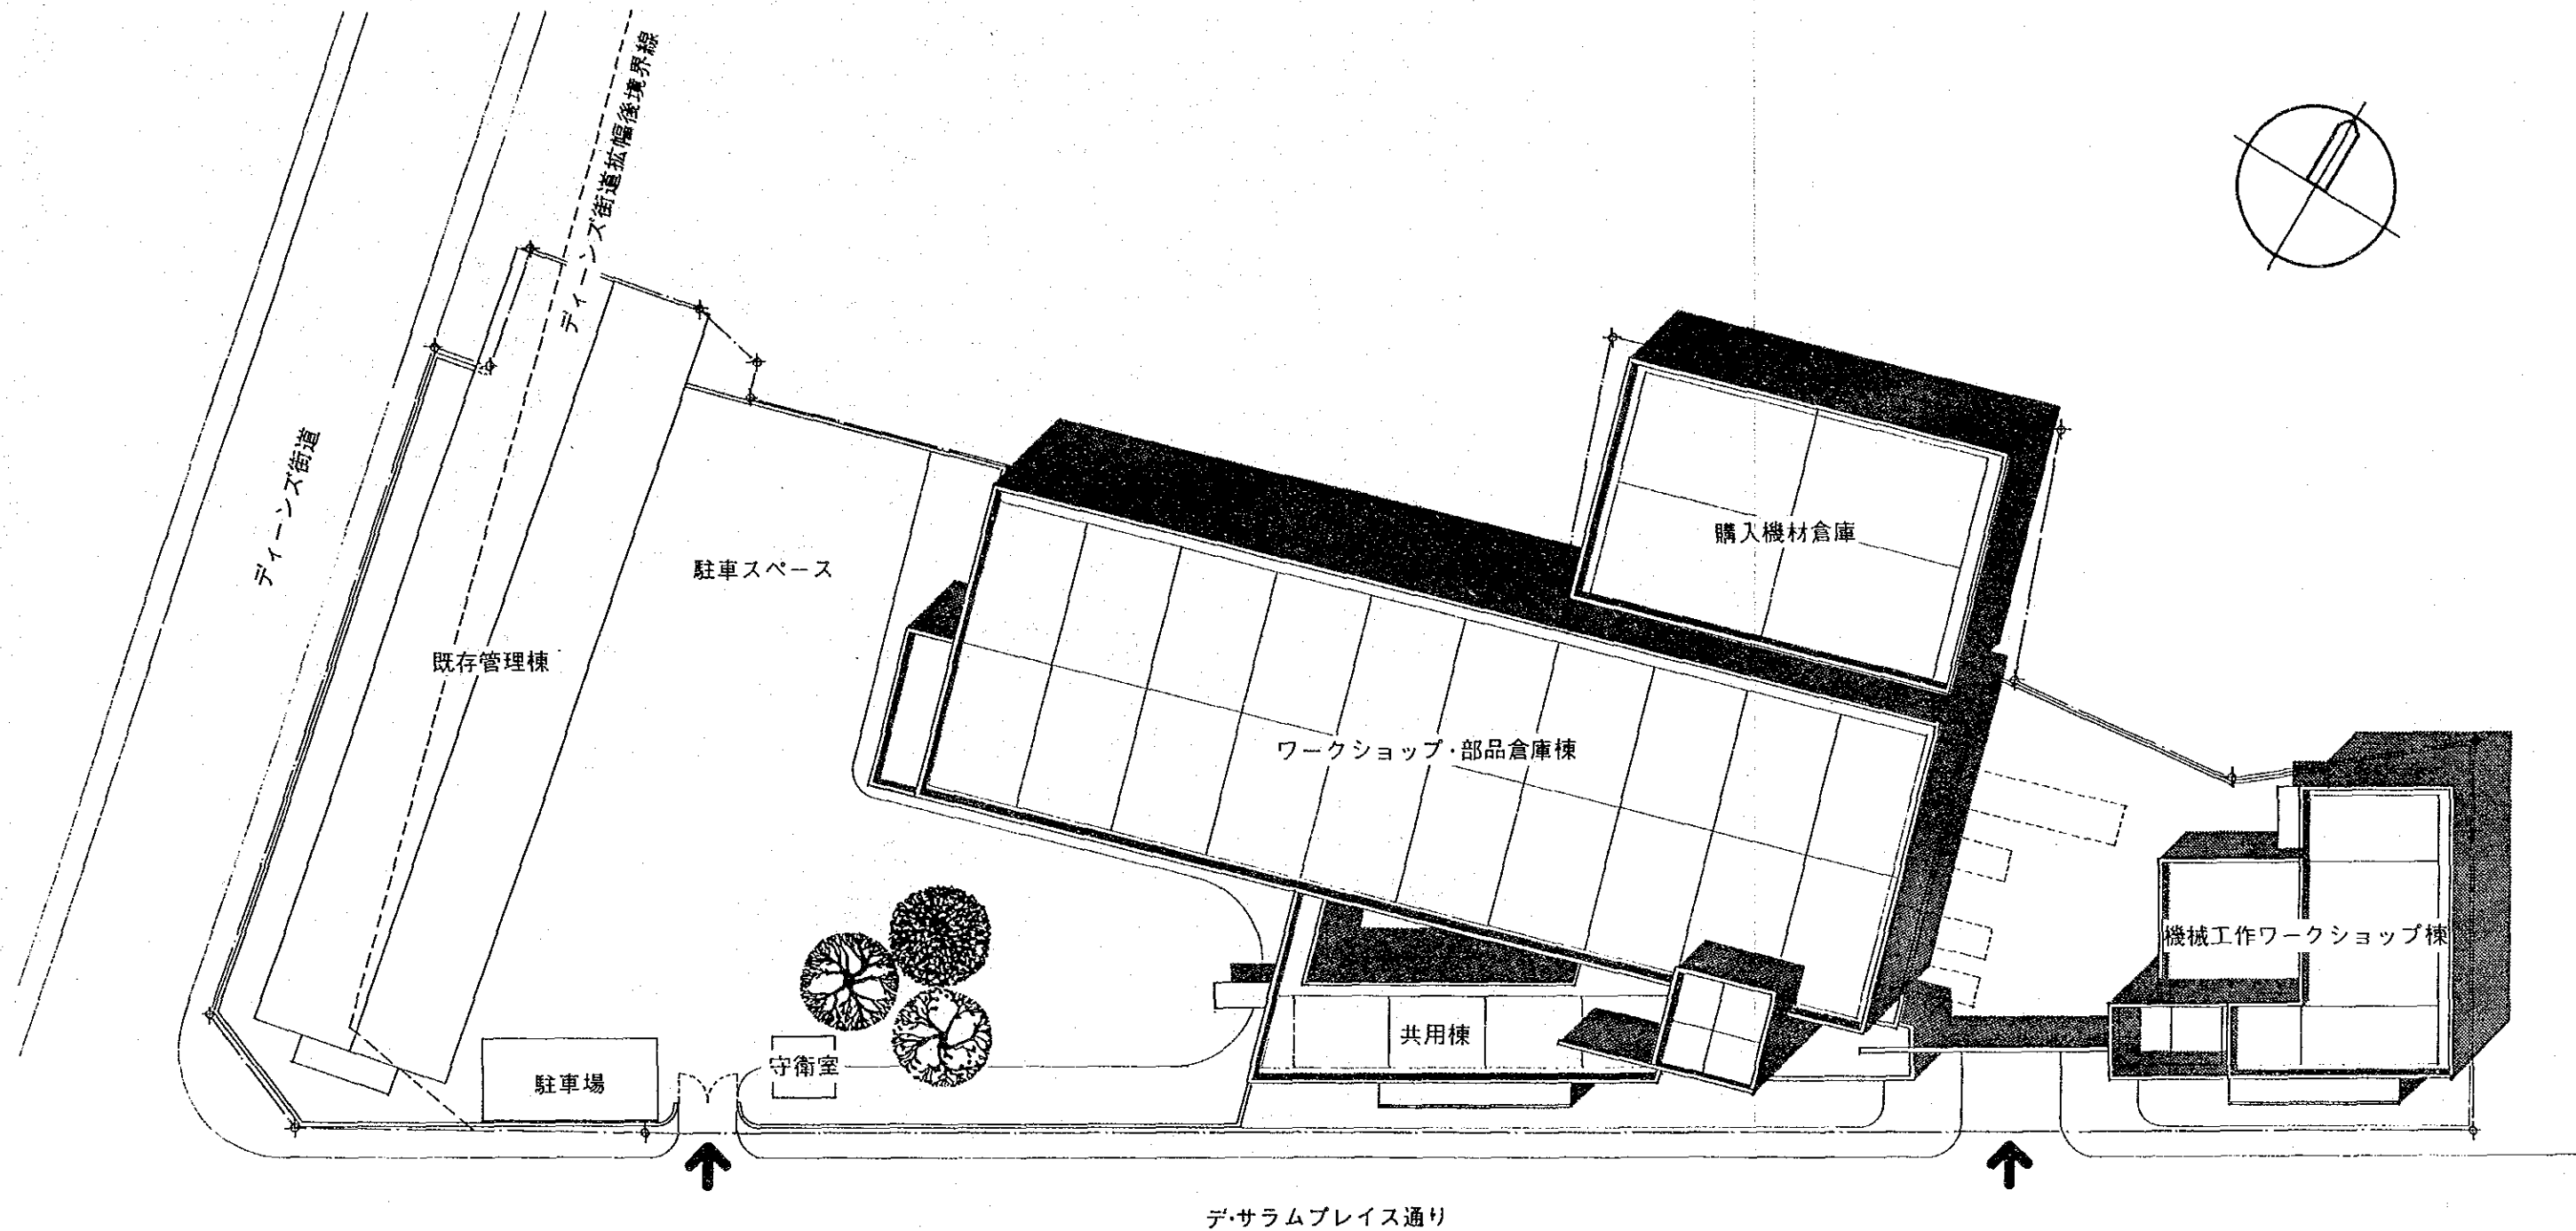 ディーンズ街道拡幅後境界線
ディーンズ街道
購入機材倉庫
駐車スペース
既存管理棟
ワークショップ・部品倉庫棟
機械工作ワークショップ棟
共用棟
守衛室
駐車場
デ・サラムプレイス通り